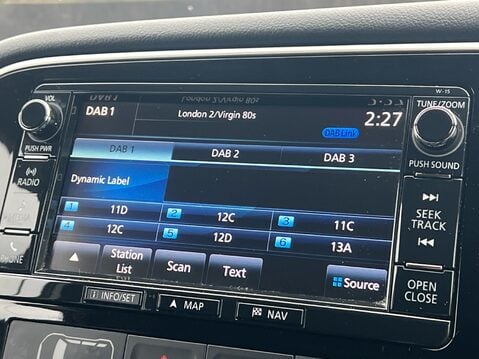 W-15
VOL
PUSH PWR
RADIO
MEDIA
PHONE
DAB 1
London 2/Virgin 80s
2:27
DAB Link
DAB 1 DAB 2 DAB 3
Dynamic Label
1 11D 2 12C 3 11C
4 12C 5 12D 6 13A
▲ Station List Scan Text Source
TUNE/ZOOM
PUSH SOUND
SEEK
TRACK
OPEN
CLOSE
i INFO/SET ▲ MAP NAV